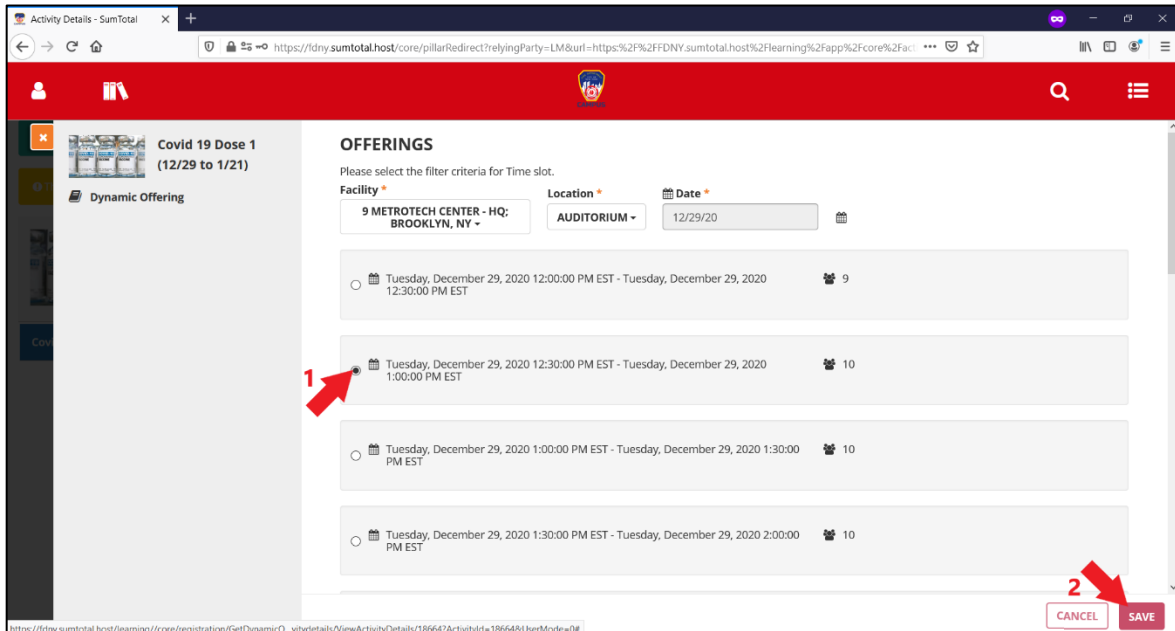 Activity Details - SumTotal
https://fdny.sumtotal.host/core/pillarRedirect?relyingParty=LM&url=https:%2F%2FFDNY.sumtotal.host%2Flearning%2Fapp%2Fcore%2Fact
Covid 19 Dose 1
(12/29 to 1/21)
Dynamic Offering
OFFERINGS
Please select the filter criteria for Time slot.
Facility * Location * Date *
9 METROTECH CENTER - HQ;
BROOKLYN, NY
AUDITORIUM
12/29/20
Tuesday, December 29, 2020 12:00:00 PM EST - Tuesday, December 29, 2020 9
12:30:00 PM EST
1
Tuesday, December 29, 2020 12:30:00 PM EST - Tuesday, December 29, 2020 10
1:00:00 PM EST
Covi
Tuesday, December 29, 2020 1:00:00 PM EST - Tuesday, December 29, 2020 1:30:00 10
PM EST
Tuesday, December 29, 2020 1:30:00 PM EST - Tuesday, December 29, 2020 2:00:00 10
PM EST
2
CANCEL SAVE